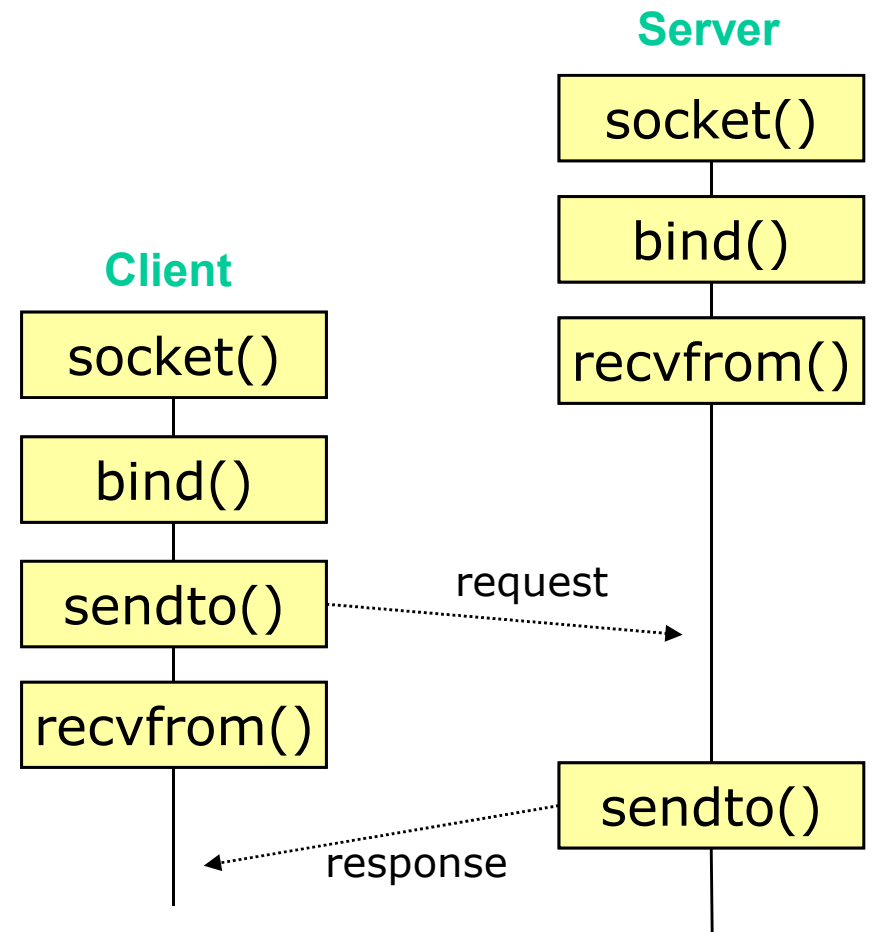 Server
socket()
bind()
recvfrom()
Client
socket()
bind()
sendto()
recvfrom()
request
sendto()
response